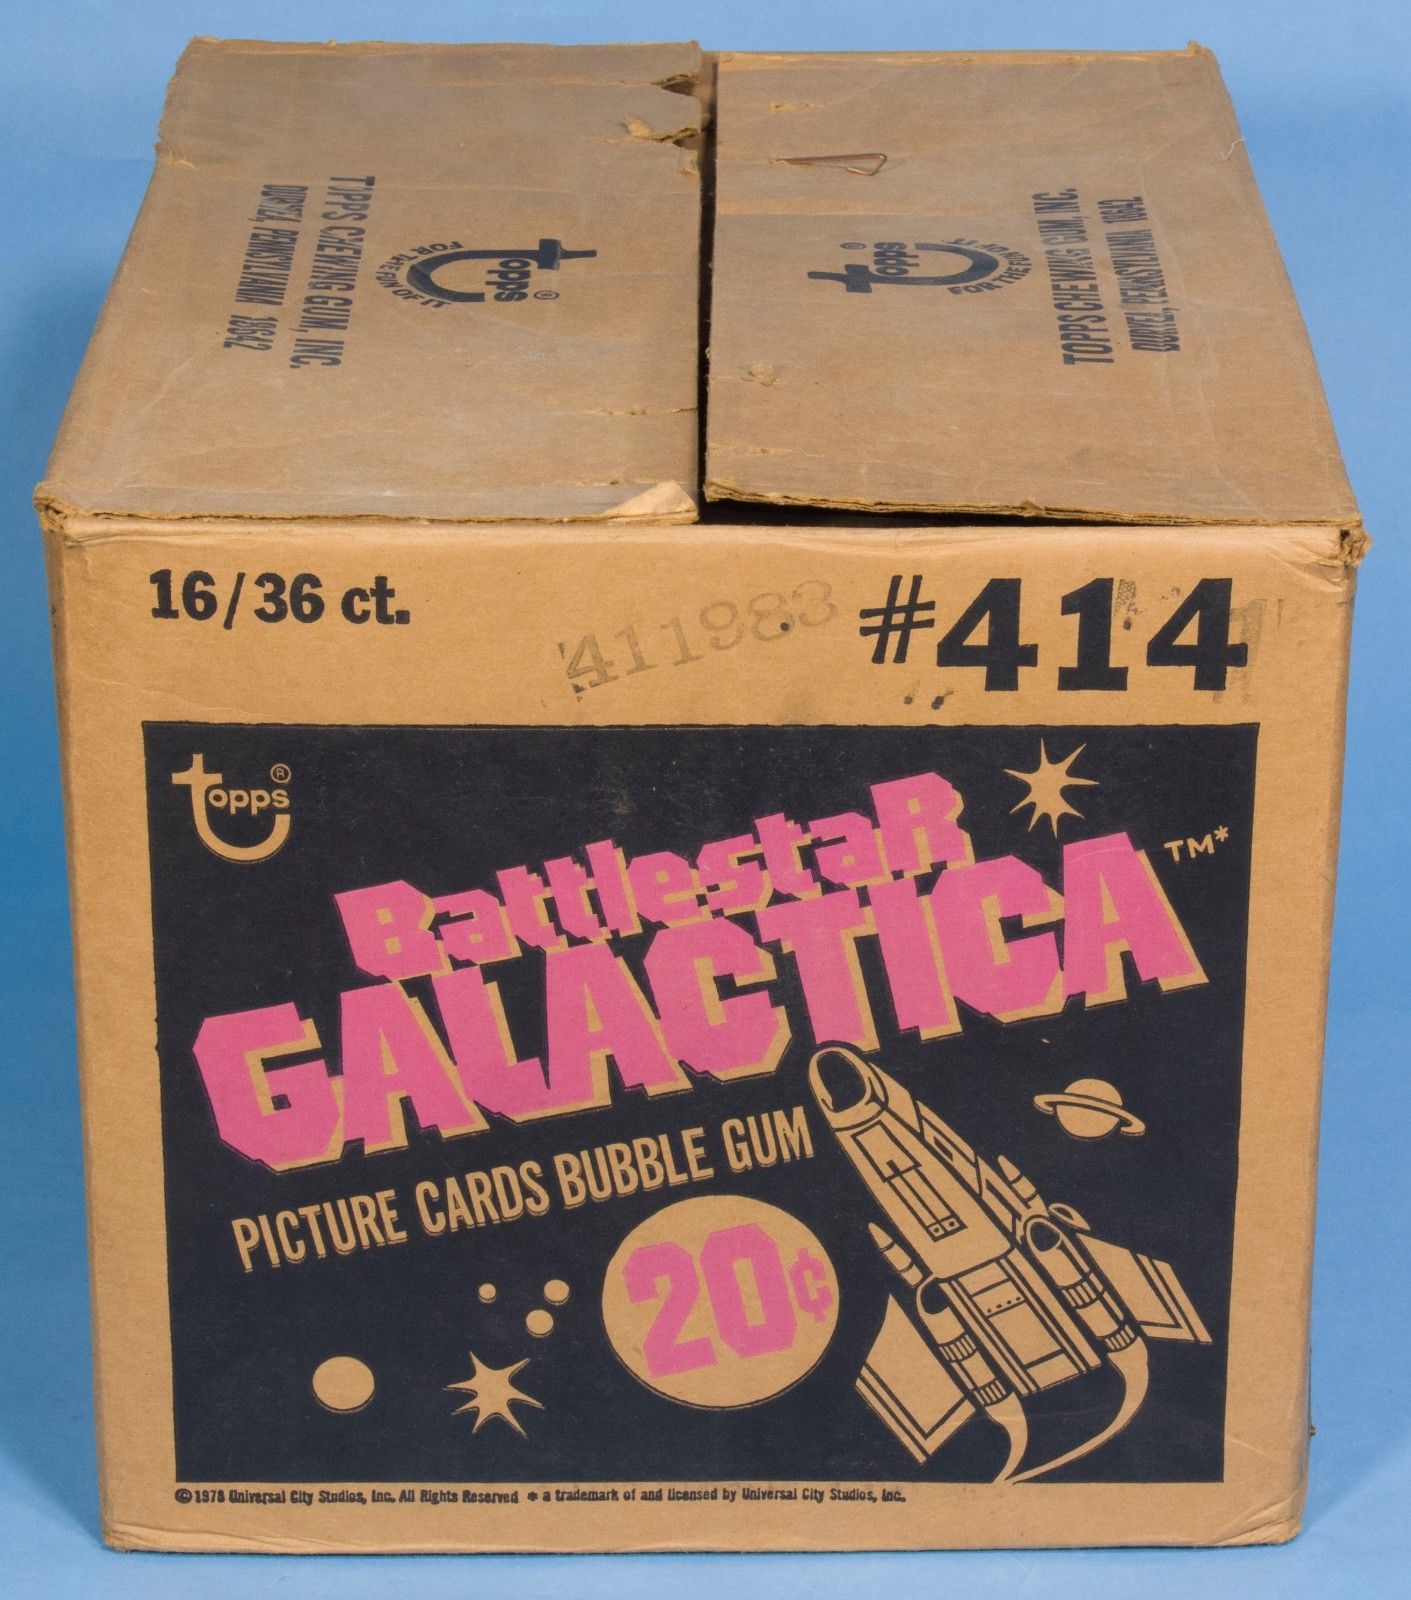 TOPPS CHEWING GUM, INC.
DURYEA, PENNSYLVANIA 18642
Topps ®
FOR THE FUN OF IT
Topps ®
FOR THE FUN OF IT
TOPPS CHEWING GUM, INC.
DURYEA, PENNSYLVANIA 18642
16/36 ct.
411983
#414
Topps ®
BattlestaR
GALACTICA TM*
PICTURE CARDS BUBBLE GUM
20¢
©1978 Universal City Studios, Inc. All Rights Reserved * a trademark of and licensed by Universal City Studios, Inc.